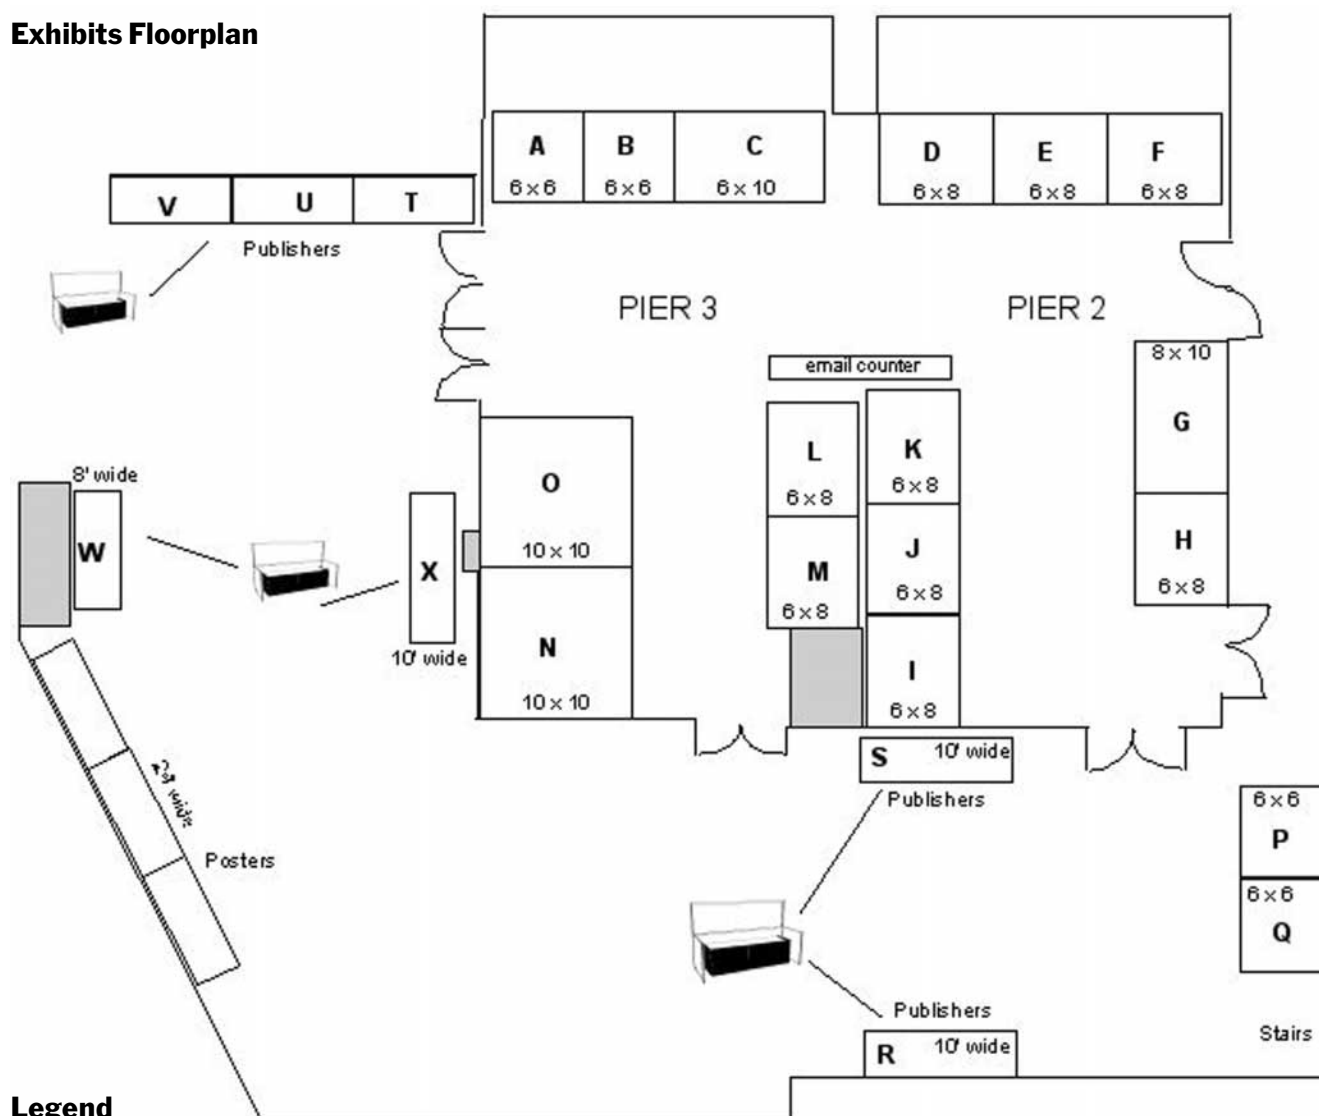 Exhibits Floorplan
A
6 x 6
B
6 x 6
C
6 x 10
D
6 x 8
E
6 x 8
F
6 x 8
V
U
T
Publishers
PIER 3
PIER 2
email counter
8 x 10
G
H
6 x 8
L
6 x 8
K
6 x 8
M
6 x 8
J
6 x 8
I
6 x 8
O
10 x 10
N
10 x 10
8' wide
W
X
10' wide
wide
Posters
S 10' wide
Publishers
6 x 6
P
6 x 6
Q
Publishers
R 10' wide
Stairs
Legend